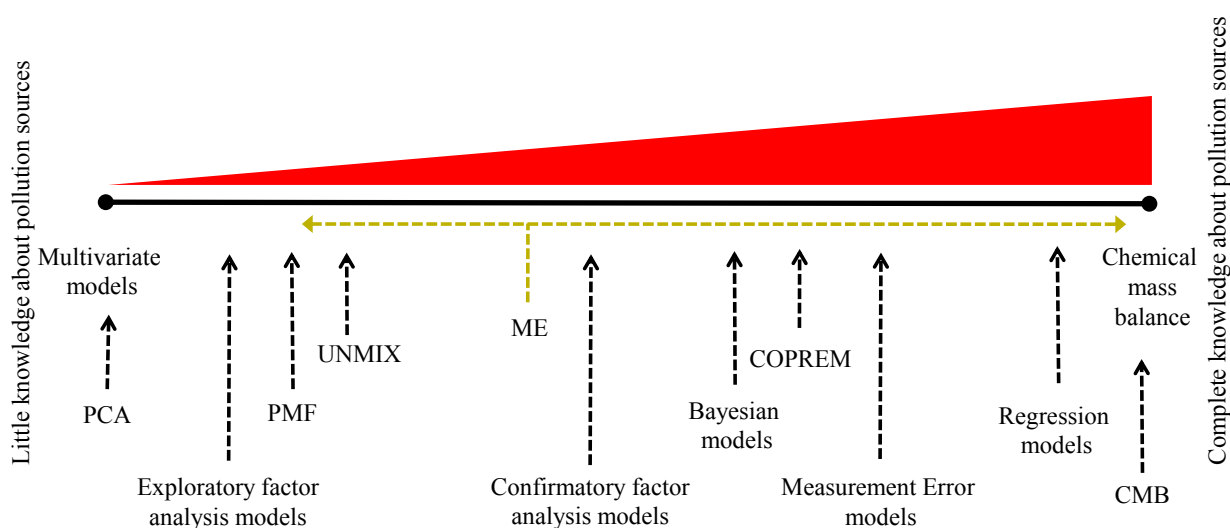 Little knowledge about pollution sources
Complete knowledge about pollution sources
Multivariate
models
Chemical
mass
balance
ME
UNMIX
COPREM
PCA
PMF
Bayesian
models
Regression
models
Exploratory factor
analysis models
Confirmatory factor
analysis models
Measurement Error
models
CMB